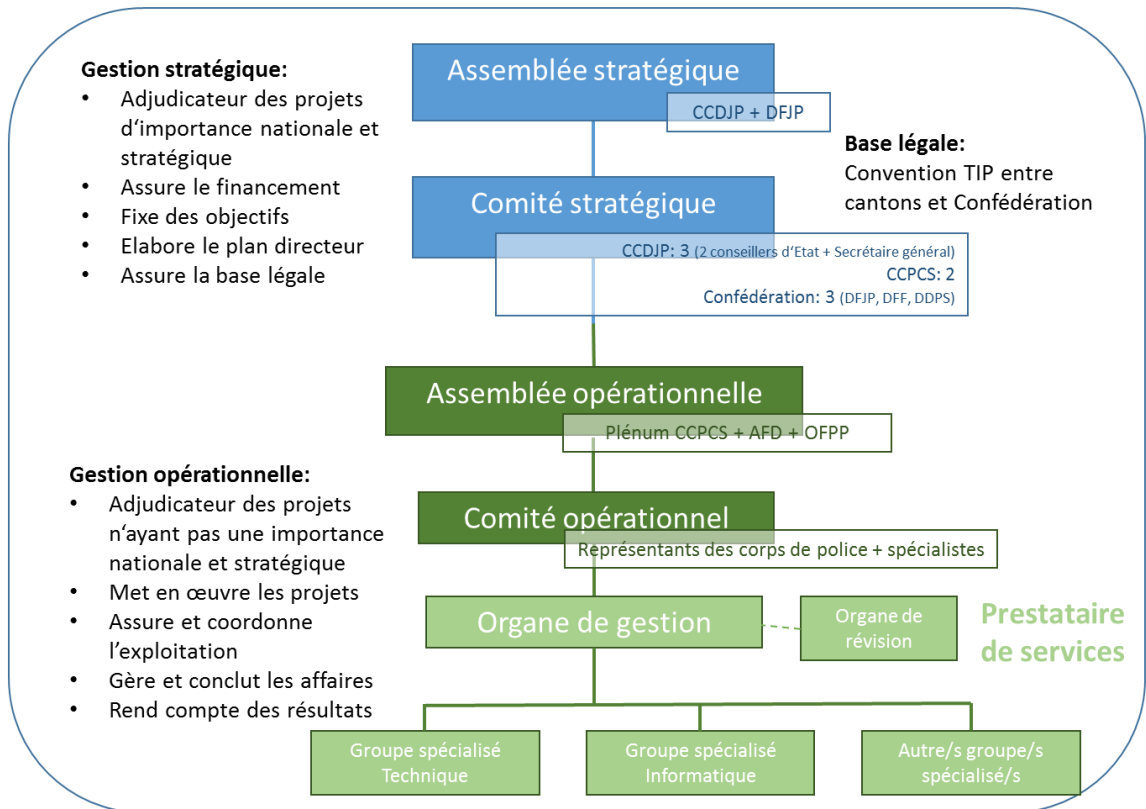 Assemblée stratégique
CCDJP + DFJP
Gestion stratégique:
• Adjudicateur des projets
d‘importance nationale et
stratégique
• Assure le financement
• Fixe des objectifs
• Elabore le plan directeur
• Assure la base légale
Base légale:
Convention TIP entre
cantons et Confédération
Comité stratégique
CCDJP: 3 (2 conseillers d‘Etat + Secrétaire général)
CCPCS: 2
Confédération: 3 (DFJP, DFF, DDPS)
Assemblée opérationnelle
Plénum CCPCS + AFD + OFPP
Gestion opérationnelle:
• Adjudicateur des projets
n‘ayant pas une importance
nationale et stratégique
• Met en œuvre les projets
• Assure et coordonne
l’exploitation
• Gère et conclut les affaires
• Rend compte des résultats
Comité opérationnel
Représentants des corps de police + spécialistes
Organe de gestion
Organe de
révision
Prestataire
de services
Groupe spécialisé
Technique
Groupe spécialisé
Informatique
Autre/s groupe/s
spécialisé/s